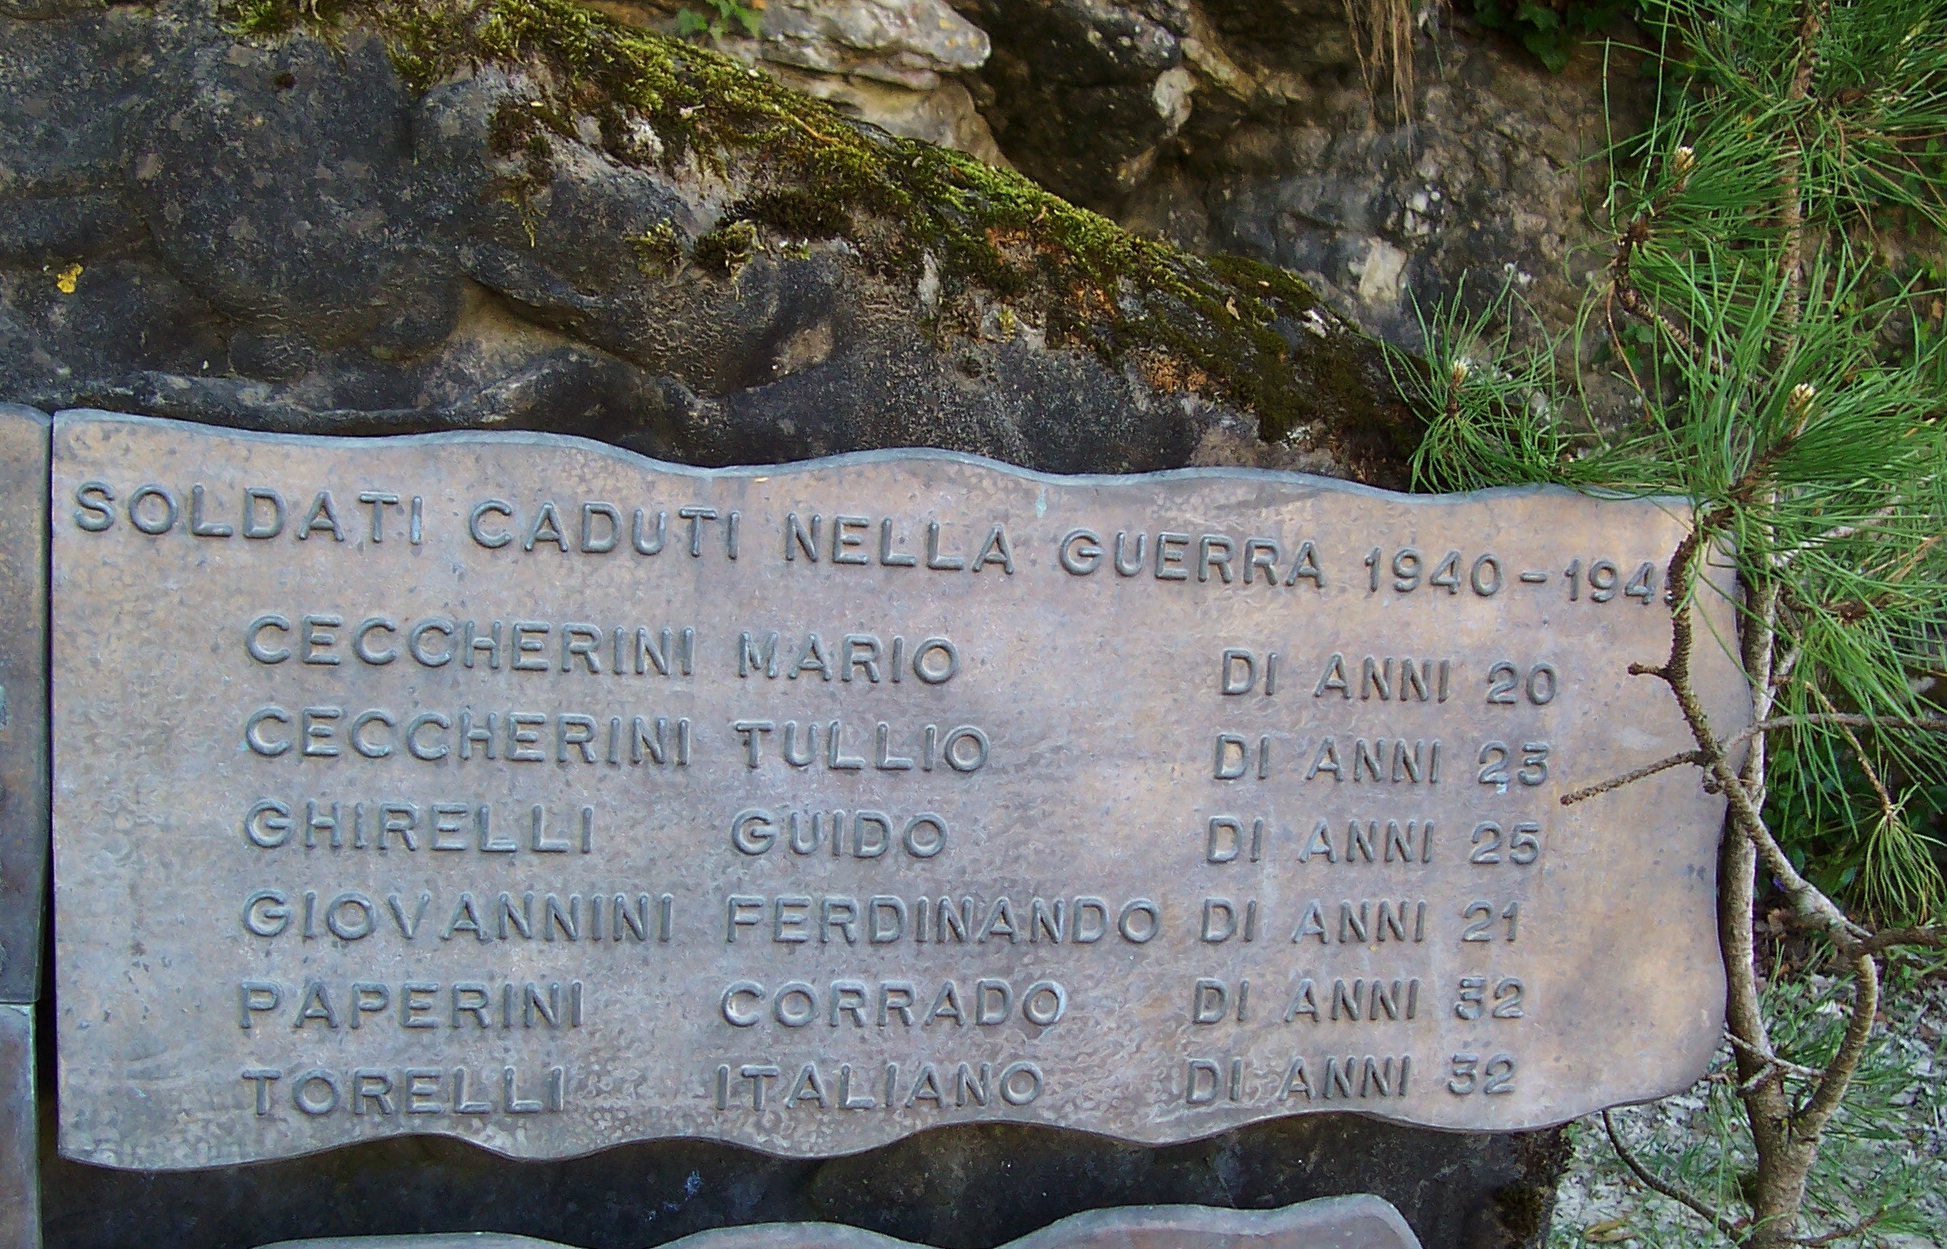 SOLDATI CADUTI NELLA GUERRA 1940-194
CECCHERINI MARIO DI ANNI 20
CECCHERINI TULLIO DI ANNI 23
GHIRELLI GUIDO DI ANNI 25
GIOVANNINI FERDINANDO DI ANNI 21
PAPERINI CORRADO DI ANNI 32
TORELLI ITALIANO DI ANNI 32